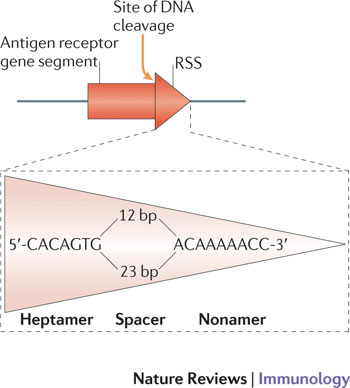 Site of DNA
cleavage
Antigen receptor
gene segment
RSS
12 bp
5′-CACAGTG
ACAAAAACC-3′
23 bp
Heptamer Spacer Nonamer
Nature Reviews | Immunology